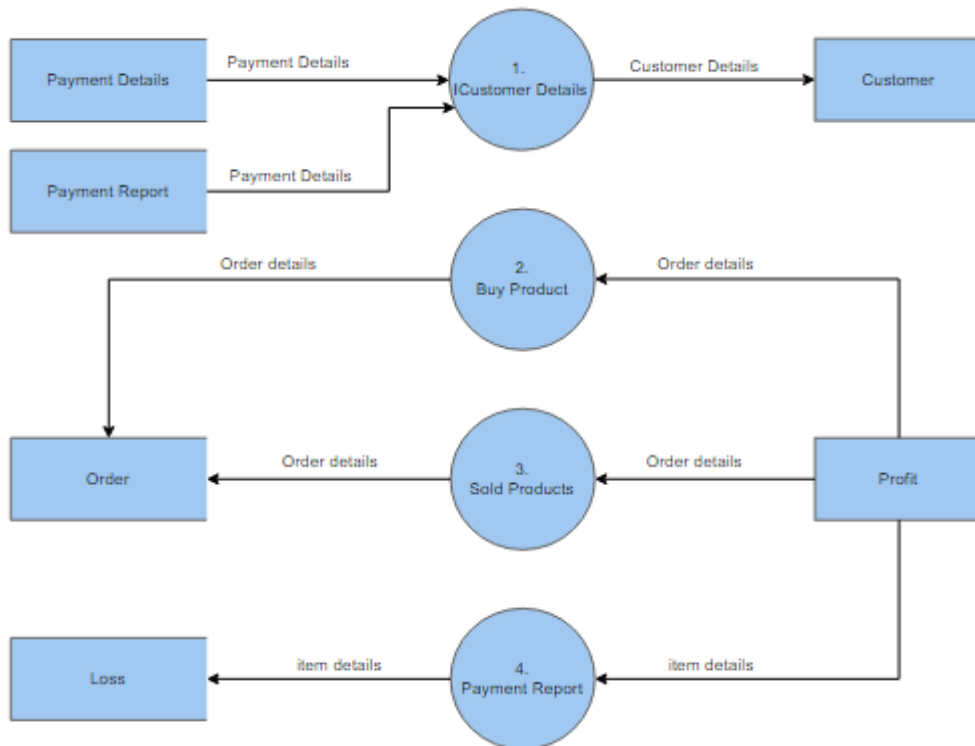 Payment Details
Payment Details
1.
ICustomer Details
Customer Details
Customer
Payment Report
Payment Details
Order details
2.
Buy Product
Order details
Order
Order details
3.
Sold Products
Order details
Profit
Loss
item details
4.
Payment Report
item details